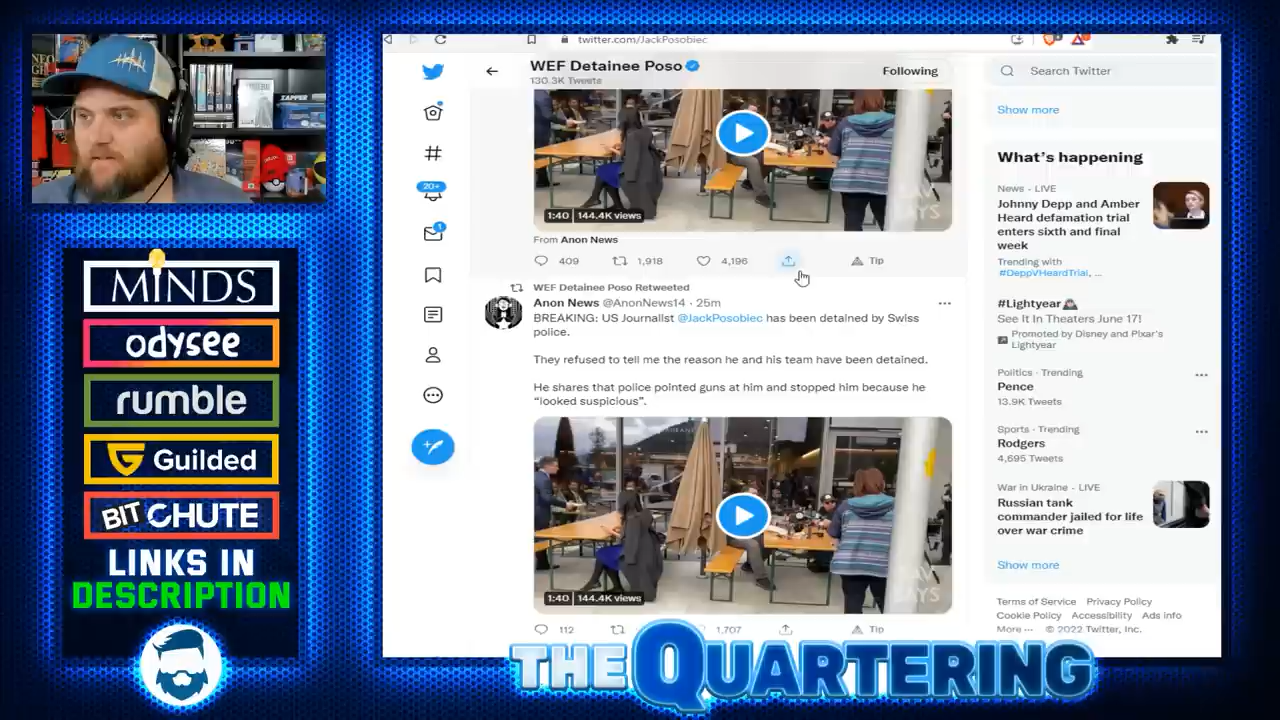 twitter.com/JackPosobiec
WEF Detainee Poso
130.3K Tweets
Following
Search Twitter
Show more
1:40 | 144.4K views
From Anon News
409
1,918
4,196
Tip
WEF Detainee Poso Retweeted
Anon News @AnonNews14 · 25m
BREAKING: US Journalist @JackPosobiec has been detained by Swiss
police.
They refused to tell me the reason he and his team have been detained.
He shares that police pointed guns at him and stopped him because he
“looked suspicious”.
1:40 | 144.4K views
112
1,707
Tip
20+
1
What’s happening
News · LIVE
Johnny Depp and Amber
Heard defamation trial
enters sixth and final
week
Trending with
#DeppVHeardTrial, ...
#Lightyear
See It In Theaters June 17!
Promoted by Disney and Pixar’s
Lightyear
Politics · Trending
Pence
13.9K Tweets
Sports · Trending
Rodgers
4,695 Tweets
War in Ukraine · LIVE
Russian tank
commander jailed for life
over war crime
Show more
Terms of Service Privacy Policy
Cookie Policy Accessibility Ads info
More ··· © 2022 Twitter, Inc.
MINDS
odysee
rumble
Guilded
BIT CHUTE
LINKS IN
DESCRIPTION
THE QUARTERING